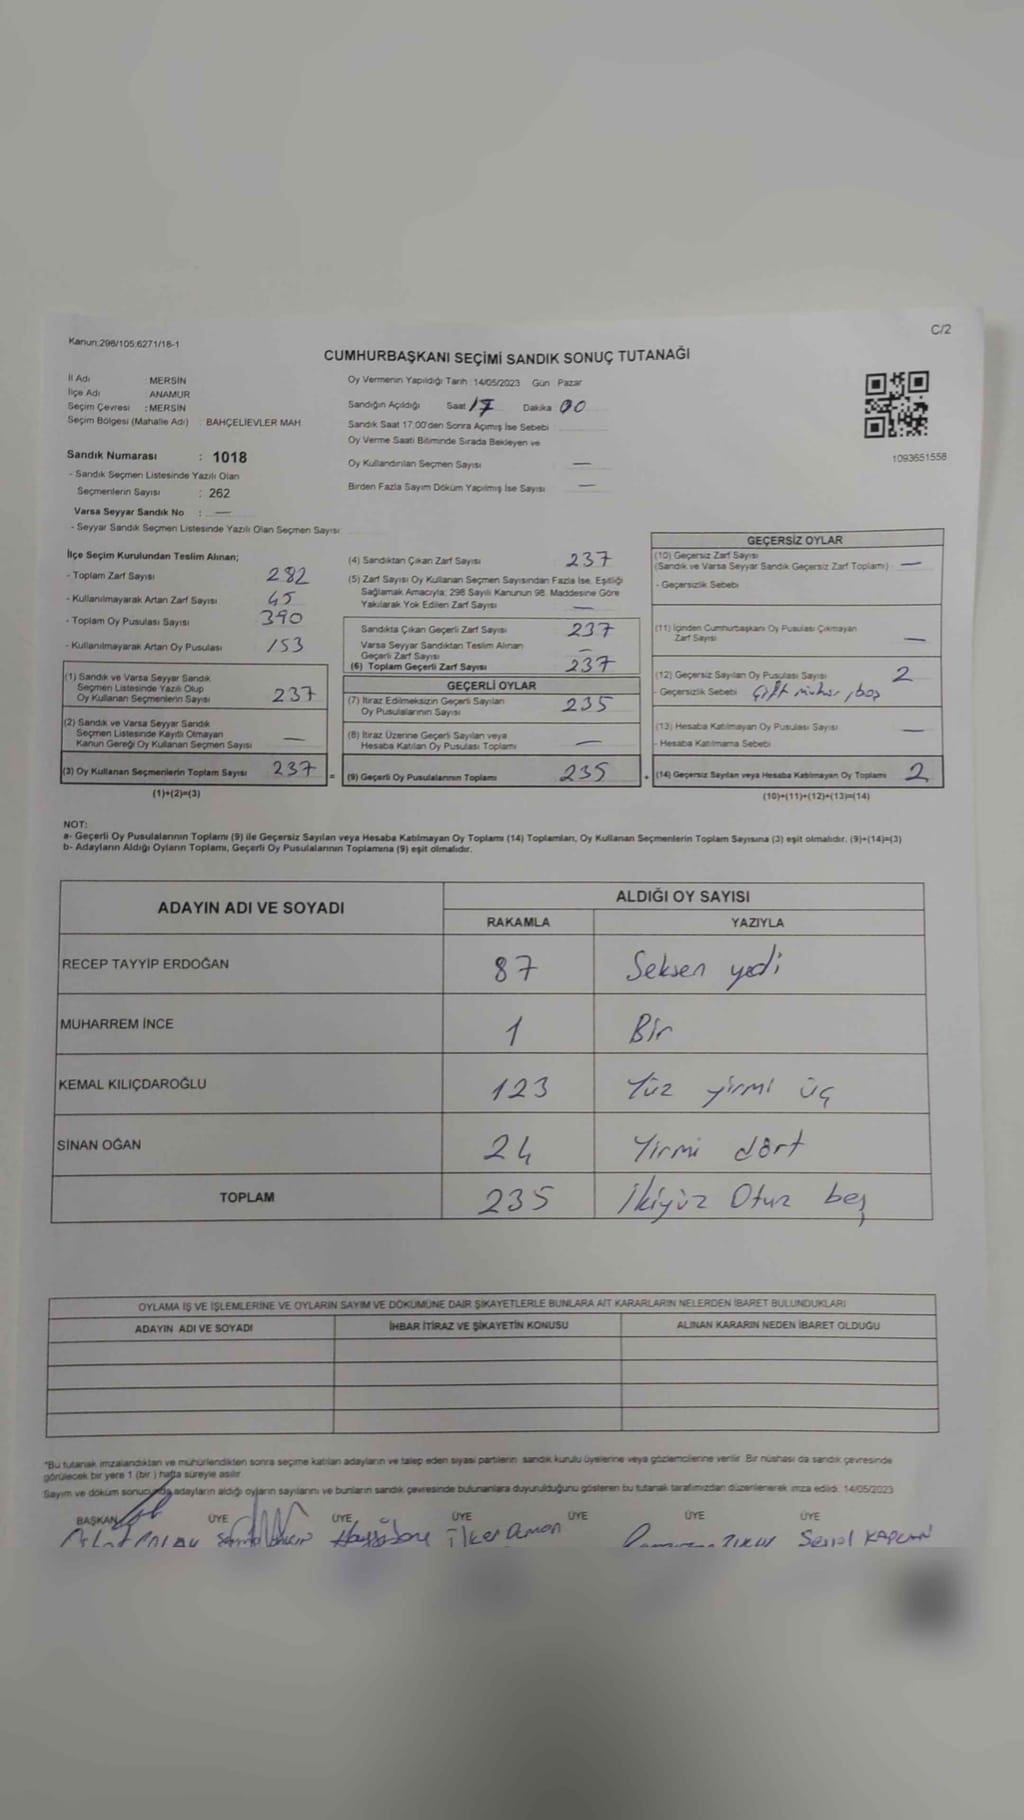 C/2
Kanun:298/105;6271/18-1
CUMHURBAŞKANI SEÇİMİ SANDIK SONUÇ TUTANAĞI
İl Adı : MERSİN
İlçe Adı : ANAMUR
Seçim Çevresi : MERSİN
Seçim Bölgesi (Mahalle Adı) : BAHÇELİEVLER MAH
Sandık Numarası : 1018
- Sandık Seçmen Listesinde Yazılı Olan
Seçmenlerin Sayısı : 262
Varsa Seyyar Sandık No : —
- Seyyar Sandık Seçmen Listesinde Yazılı Olan Seçmen Sayısı:
Oy Vermenin Yapıldığı Tarih :14/05/2023 Gün : Pazar
Sandığın Açıldığı Saat 17 Dakika 00
Sandık Saat 17.00'den Sonra Açımış İse Sebebi :
Oy Verme Saati Bitiminde Sırada Bekleyen ve
Oy Kullandırılan Seçmen Sayısı —
Birden Fazla Sayım Döküm Yapılmış İse Sayısı —
1093651558
İlçe Seçim Kurulundan Teslim Alınan;
- Toplam Zarf Sayısı 282
- Kullanılmayarak Artan Zarf Sayısı 45
- Toplam Oy Pusulası Sayısı 390
- Kullanılmayarak Artan Oy Pusulası 153
(1) Sandık ve Varsa Seyyar Sandık
Seçmen Listesinde Yazılı Olup
Oy Kullanan Seçmenlerin Sayısı 237
(2) Sandık ve Varsa Seyyar Sandık
Seçmen Listesinde Kayıtlı Olmayan
Kanun Gereği Oy Kullanan Seçmen Sayısı —
(3) Oy Kullanan Seçmenlerin Toplam Sayısı 237
(1)+(2)=(3)
(4) Sandıktan Çıkan Zarf Sayısı 237
(5) Zarf Sayısı Oy Kullanan Seçmen Sayısından Fazla İse, Eşitliği
Sağlamak Amacıyla; 298 Sayılı Kanunun 98. Maddesine Göre
Yakılarak Yok Edilen Zarf Sayısı —
Sandıkta Çıkan Geçerli Zarf Sayısı 237
Varsa Seyyar Sandıktan Teslim Alınan
Geçerli Zarf Sayısı —
(6) Toplam Geçerli Zarf Sayısı 237
GEÇERLİ OYLAR
(7) İtiraz Edilmeksizin Geçerli Sayılan
Oy Pusulalarının Sayısı 235
(8) İtiraz Üzerine Geçerli Sayılan veya
Hesaba Katılan Oy Pusulası Toplamı —
= (9) Geçerli Oy Pusulalarının Toplamı 235
GEÇERSİZ OYLAR
(10) Geçersiz Zarf Sayısı
(Sandık ve Varsa Seyyar Sandık Geçersiz Zarf Toplamı) —
- Geçersizlik Sebebi
(11) İçinden Cumhurbaşkanı Oy Pusulası Çıkmayan
Zarf Sayısı —
(12) Geçersiz Sayılan Oy Pusulası Sayısı 2
- Geçersizlik Sebebi Çift mühür, boş
(13) Hesaba Katılmayan Oy Pusulası Sayısı —
- Hesaba Katılmama Sebebi
+ (14) Geçersiz Sayılan veya Hesaba Katılmayan Oy Toplamı 2
(10)+(11)+(12)+(13)=(14)
NOT:
a- Geçerli Oy Pusulalarının Toplamı (9) ile Geçersiz Sayılan veya Hesaba Katılmayan Oy Toplamı (14) Toplamları, Oy Kullanan Seçmenlerin Toplam Sayısına (3) eşit olmalıdır. (9)+(14)=(3)
b- Adayların Aldığı Oyların Toplamı, Geçerli Oy Pusulalarının Toplamına (9) eşit olmalıdır.
ADAYIN ADI VE SOYADI ALDIĞI OY SAYISI
RAKAMLA YAZIYLA
RECEP TAYYİP ERDOĞAN 87 Seksen yedi
MUHARREM İNCE 1 Bir
KEMAL KILIÇDAROĞLU 123 Yüz yirmi üç
SİNAN OĞAN 24 Yirmi dört
TOPLAM 235 İkiyüz Otuz beş
OYLAMA İŞ VE İŞLEMLERİNE VE OYLARIN SAYIM VE DÖKÜMÜNE DAİR ŞİKAYETLERLE BUNLARA AİT KARARLARIN NELERDEN İBARET BULUNDUKLARI
ADAYIN ADI VE SOYADI İHBAR İTİRAZ VE ŞİKAYETİN KONUSU ALINAN KARARIN NEDEN İBARET OLDUĞU
*Bu tutanak imzalandıktan ve mühürlendikten sonra seçime katılan adayların ve talep eden siyasi partilerin sandık kurulu üyelerine veya gözlemcilerine verilir. Bir nüshası da sandık çevresinde
görülecek bir yere 1 (bir ) hafta süreyle asılır.
Sayım ve döküm sonucunda adayların aldığı oyların sayılarını ve bunların sandık çevresinde bulunanlara duyurulduğunu gösteren bu tutanak tarafımızdan düzenlenerek imza edildi. 14/05/2023
BAŞKAN ÜYE ÜYE ÜYE ÜYE ÜYE ÜYE
İlker Duman Şenol KAPLAN